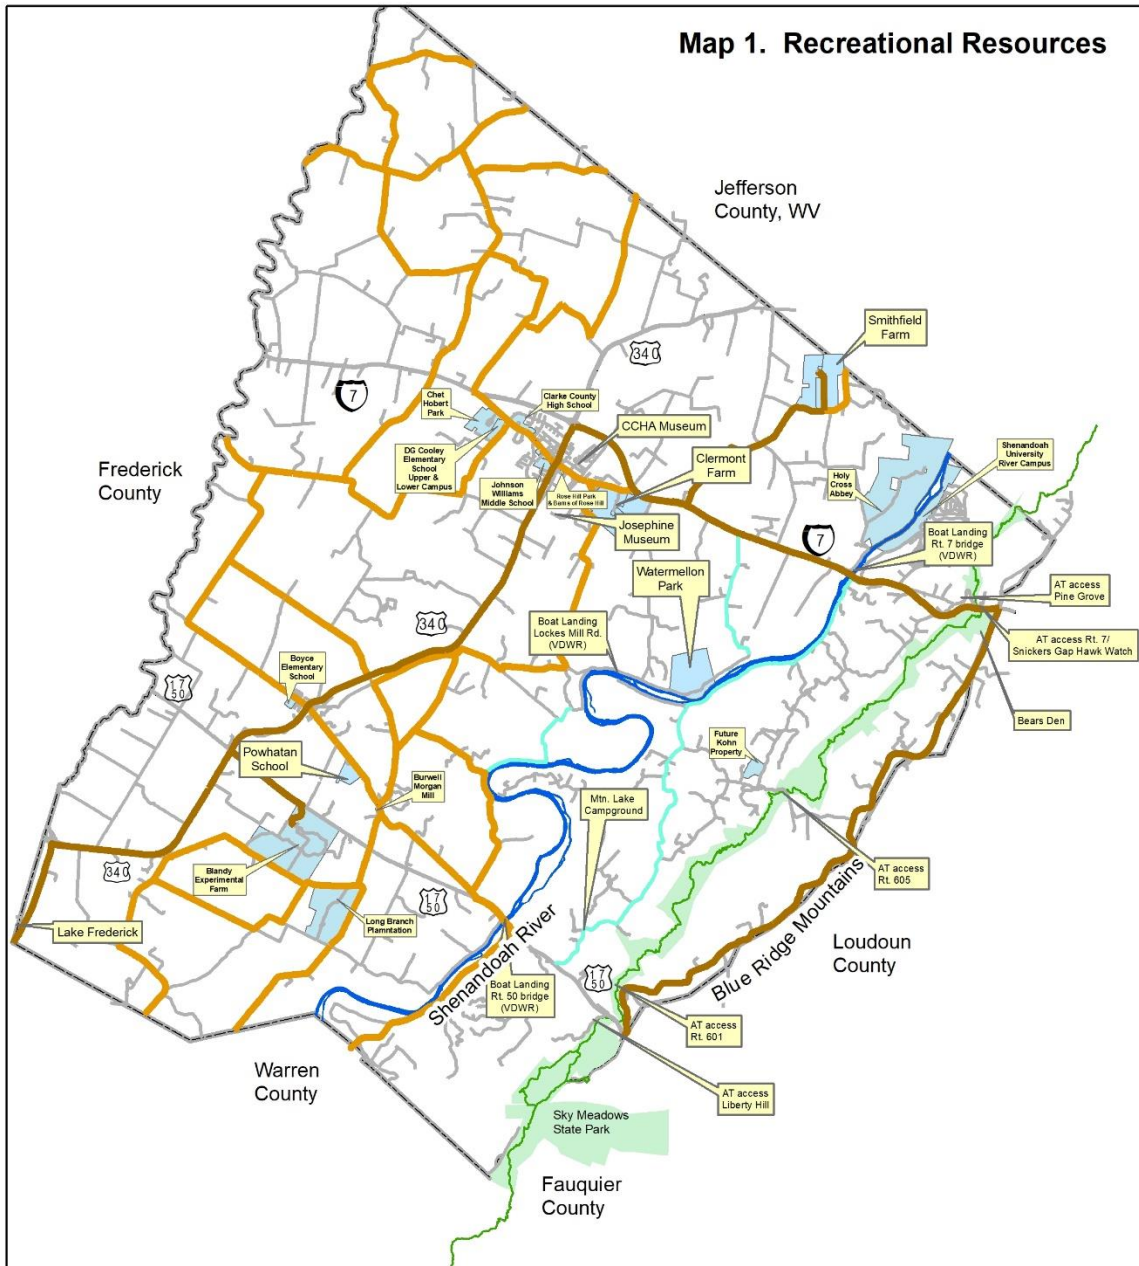 Map 1.  Recreational Resources
Jefferson
County, WV
Smithfield
Farm
340
7
Chet
Hobert
Park
Clarke County
High School
CCHA Museum
Frederick
County
DG Cooley
Elementary
School
Upper &
Lower Campus
Clermont
Farm
Shenandoah
University
River Campus
Holy
Cross
Abbey
Johnson
Williams
Middle School
Rose Hill Park
& Barns of Rose Hill
Josephine
Museum
7
Boat Landing
Rt. 7 bridge
(VDWR)
Watermellon
Park
AT access
Pine Grove
340
Boat Landing
Lockes Mill Rd.
(VDWR)
AT access Rt. 7/
Snickers Gap Hawk Watch
Boyce
Elementary
School
17
50
Bears Den
Powhatan
School
Future
Kohn
Property
Burwell
Morgan
Mill
Mtn. Lake
Campground
340
Blandy
Experimental
Farm
AT access
Rt. 605
17
50
Lake Frederick
Long Branch
Plamntation
Shenandoah River
Blue Ridge Mountains
Loudoun
County
17
50
Boat Landing
Rt. 50 bridge
(VDWR)
AT access
Rt. 601
Warren
County
AT access
Liberty Hill
Sky Meadows
State Park
Fauquier
County